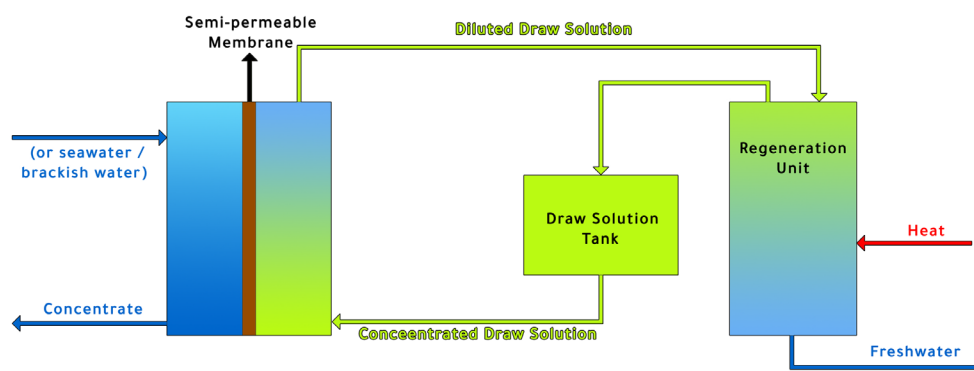 Semi-permeable
Membrane
Diluted Draw Solution
(or seawater /
brackish water)
Regeneration
Unit
Draw Solution
Tank
Heat
Concentrate
Conceentrated Draw Solution
Freshwater